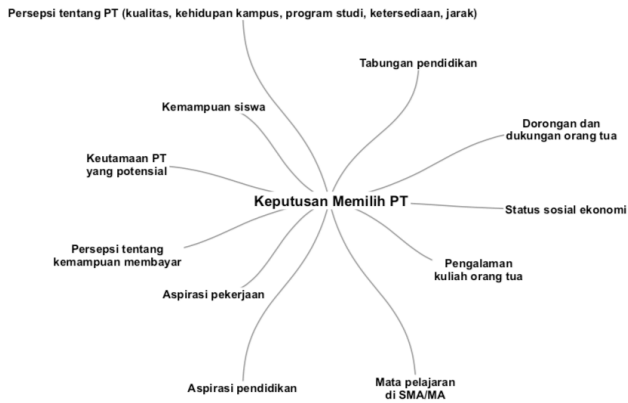 Persepsi tentang PT (kualitas, kehidupan kampus, program studi, ketersediaan, jarak)
Tabungan pendidikan
Kemampuan siswa
Dorongan dan
dukungan orang tua
Keutamaan PT
yang potensial
Keputusan Memilih PT
Status sosial ekonomi
Persepsi tentang
kemampuan membayar
Pengalaman
kuliah orang tua
Aspirasi pekerjaan
Aspirasi pendidikan
Mata pelajaran
di SMA/MA